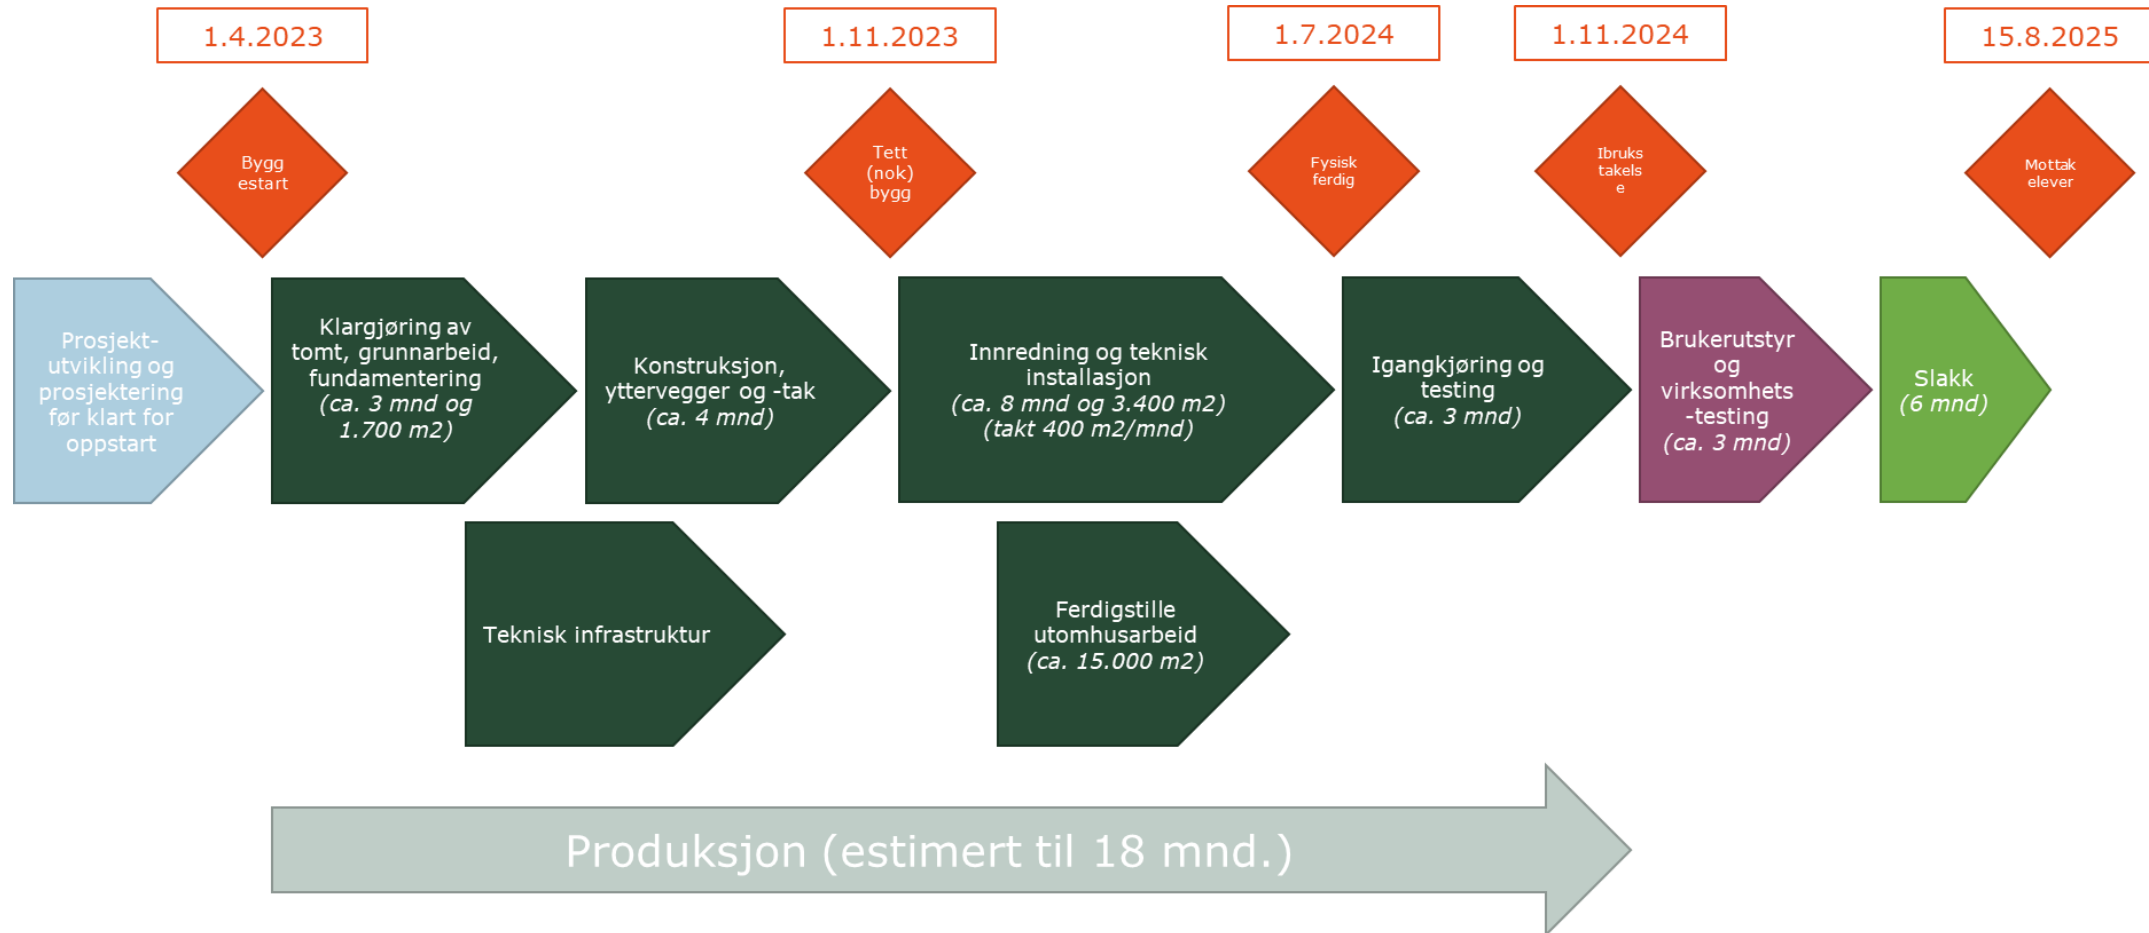 1.4.2023
1.11.2023
1.7.2024
1.11.2024
15.8.2025
Bygg
estart
Tett
(nok)
bygg
Fysisk
ferdig
Ibruks
takels
e
Mottak
elever
Prosjekt-
utvikling og
prosjektering
før klart for
oppstart
Klargjøring av
tomt, grunnarbeid,
fundamentering
(ca. 3 mnd og
1.700 m2)
Konstruksjon,
yttervegger og -tak
(ca. 4 mnd)
Innredning og teknisk
installasjon
(ca. 8 mnd og 3.400 m2)
(takt 400 m2/mnd)
Igangkjøring og
testing
(ca. 3 mnd)
Brukerutstyr
og
virksomhets
-testing
(ca. 3 mnd)
Slakk
(6 mnd)
Teknisk infrastruktur
Ferdigstille
utomhusarbeid
(ca. 15.000 m2)
Produksjon (estimert til 18 mnd.)